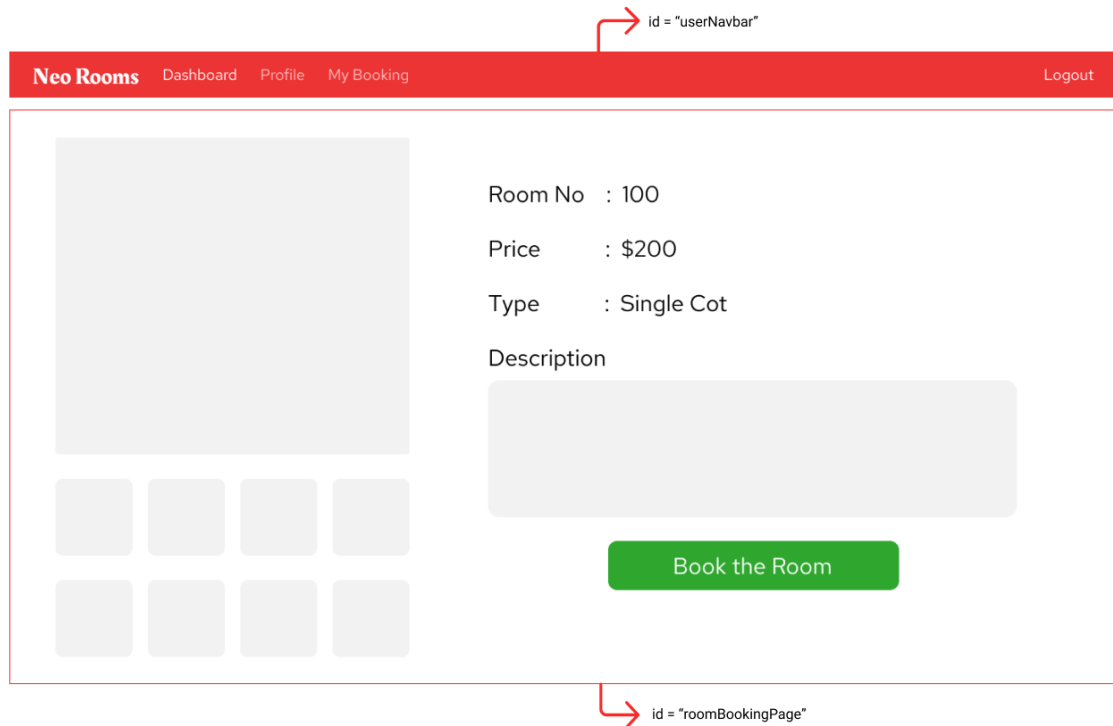 id = “userNavbar”
Neo Rooms Dashboard Profile My Booking Logout
Room No : 100
Price : $200
Type : Single Cot
Description
Book the Room
id = “roomBookingPage”